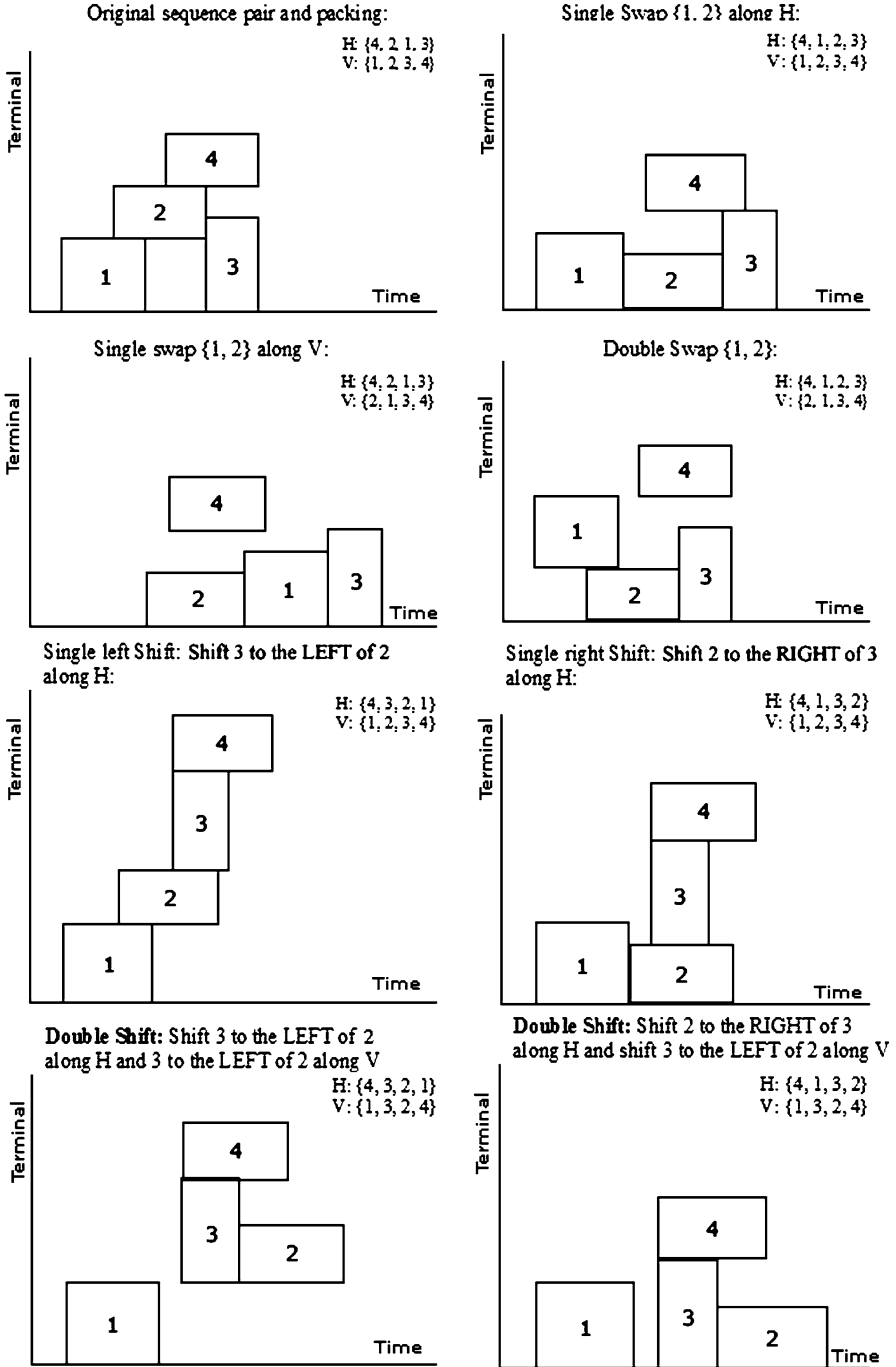 Original sequence pair and packing:
H: {4, 2, 1, 3}
V: {1, 2, 3, 4}
Terminal
4
2
1
3
Time
Single Swap {1, 2} along H:
H: {4, 1, 2, 3}
V: {1, 2, 3, 4}
Terminal
4
1
2
3
Time
Single swap {1, 2} along V:
H: {4, 2, 1, 3}
V: {2, 1, 3, 4}
Terminal
4
2
1
3
Time
Double Swap {1, 2}:
H: {4, 1, 2, 3}
V: {2, 1, 3, 4}
Terminal
4
1
2
3
Single left Shift: Shift 3 to the LEFT of 2
along H:
H: {4, 3, 2, 1}
V: {1, 2, 3, 4}
Terminal
4
3
2
1
Time
Single right Shift: Shift 2 to the RIGHT of 3
along H:
H: {4, 1, 3, 2}
V: {1, 2, 3, 4}
Terminal
4
3
1
2
Time
Double Shift: Shift 3 to the LEFT of 2
along H and 3 to the LEFT of 2 along V
H: {4, 3, 2, 1}
V: {1, 3, 2, 4}
Terminal
4
3
2
1
Time
Double Shift: Shift 2 to the RIGHT of 3
along H and shift 3 to the LEFT of 2 along V
H: {4, 1, 3, 2}
V: {1, 3, 2, 4}
Terminal
4
1
3
2
Time